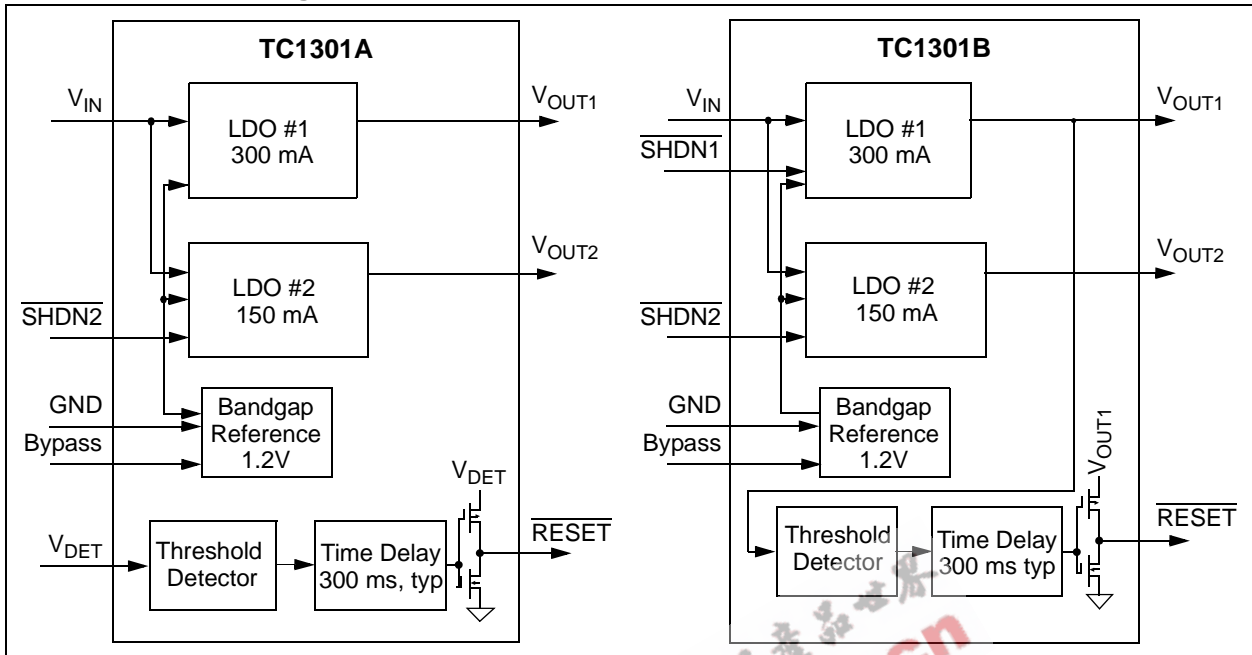 TC1301A
V_IN
LDO #1
300 mA
V_OUT1
LDO #2
150 mA
V_OUT2
SHDN2
GND
Bypass
Bandgap
Reference
1.2V
V_DET
V_DET
Threshold
Detector
Time Delay
300 ms, typ
RESET
TC1301B
V_IN
SHDN1
LDO #1
300 mA
V_OUT1
LDO #2
150 mA
V_OUT2
SHDN2
GND
Bypass
Bandgap
Reference
1.2V
V_OUT1
Threshold
Detector
Time Delay
300 ms typ
RESET